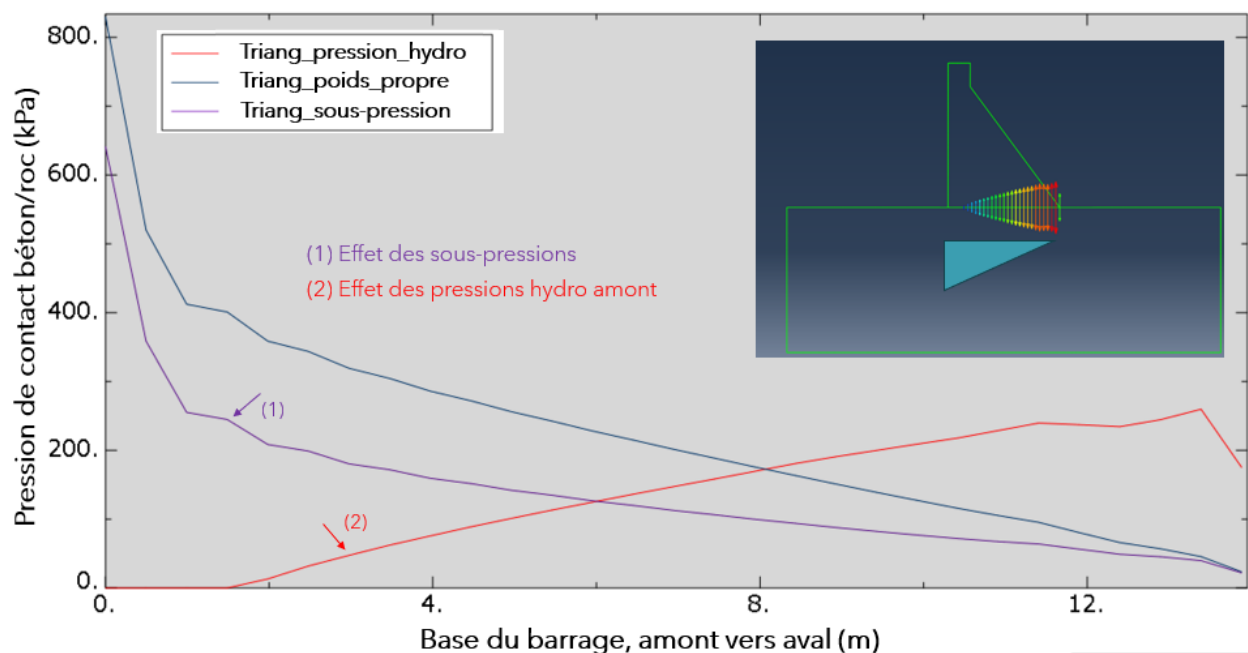 800.
600.
400.
200.
0.
Pression de contact béton/roc (kPa)
Triang_pression_hydro
Triang_poids_propre
Triang_sous-pression
(1) Effet des sous-pressions
(2) Effet des pressions hydro amont
(1)
(2)
0.
4.
8.
12.
Base du barrage, amont vers aval (m)